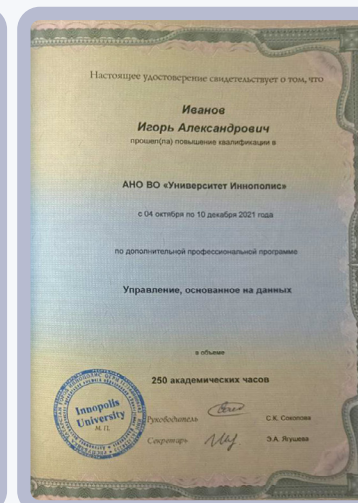 Настоящее удостоверение свидетельствует о том, что
Иванов
Игорь Александрович
прошел(ла) повышение квалификации в
АНО ВО «Университет Иннополис»
с 04 октября по 10 декабря 2021 года
по дополнительной профессиональной программе
Управление, основанное на данных
в объеме
250 академических часов
Innopolis
University
М. П.
Руководитель
С.К. Соколова
Секретарь
Э.А. Ягушева